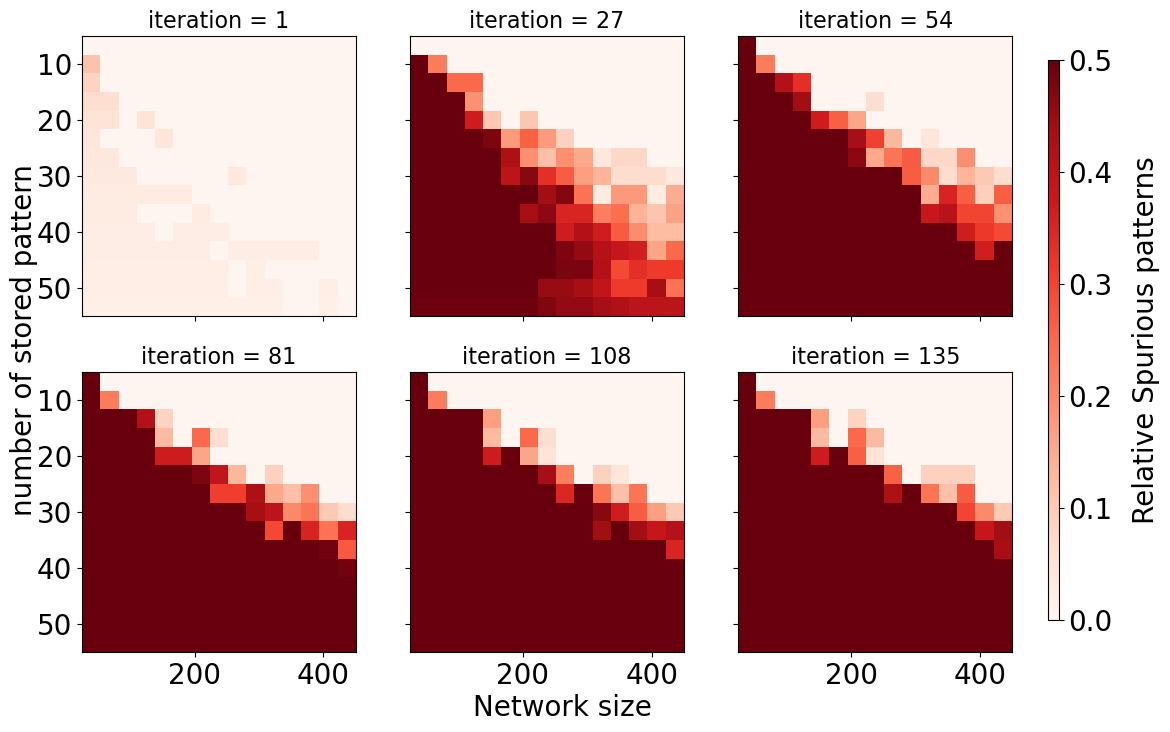 iteration = 1
iteration = 27
iteration = 54
10
20
30
40
50
iteration = 81
iteration = 108
iteration = 135
10
20
30
40
50
200
400
200
400
200
400
number of stored pattern
Network size
0.5
0.4
0.3
0.2
0.1
0.0
Relative Spurious patterns